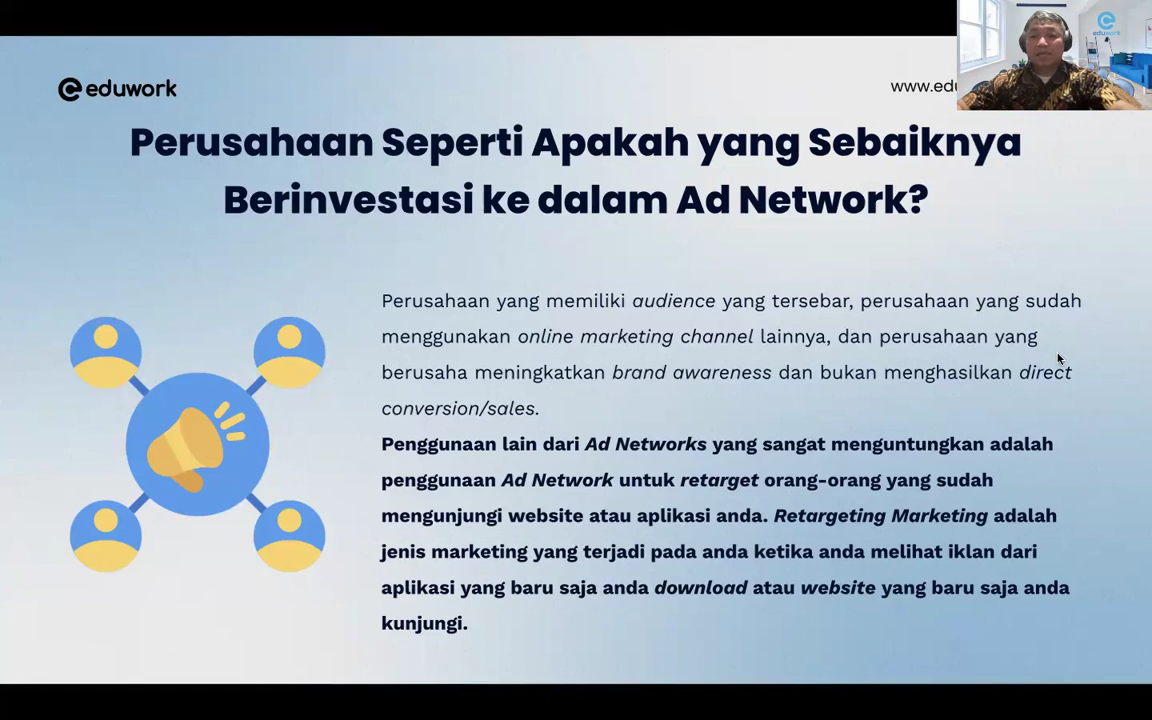 eduwork
www.edu
eduwork
Perusahaan Seperti Apakah yang Sebaiknya
Berinvestasi ke dalam Ad Network?
Perusahaan yang memiliki audience yang tersebar, perusahaan yang sudah
menggunakan online marketing channel lainnya, dan perusahaan yang
berusaha meningkatkan brand awareness dan bukan menghasilkan direct
conversion/sales.
Penggunaan lain dari Ad Networks yang sangat menguntungkan adalah
penggunaan Ad Network untuk retarget orang-orang yang sudah
mengunjungi website atau aplikasi anda. Retargeting Marketing adalah
jenis marketing yang terjadi pada anda ketika anda melihat iklan dari
aplikasi yang baru saja anda download atau website yang baru saja anda
kunjungi.